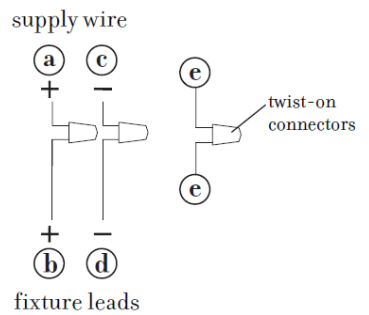 supply wire
a c
+ −
e
twist-on
connectors
e
+ −
b d
fixture leads